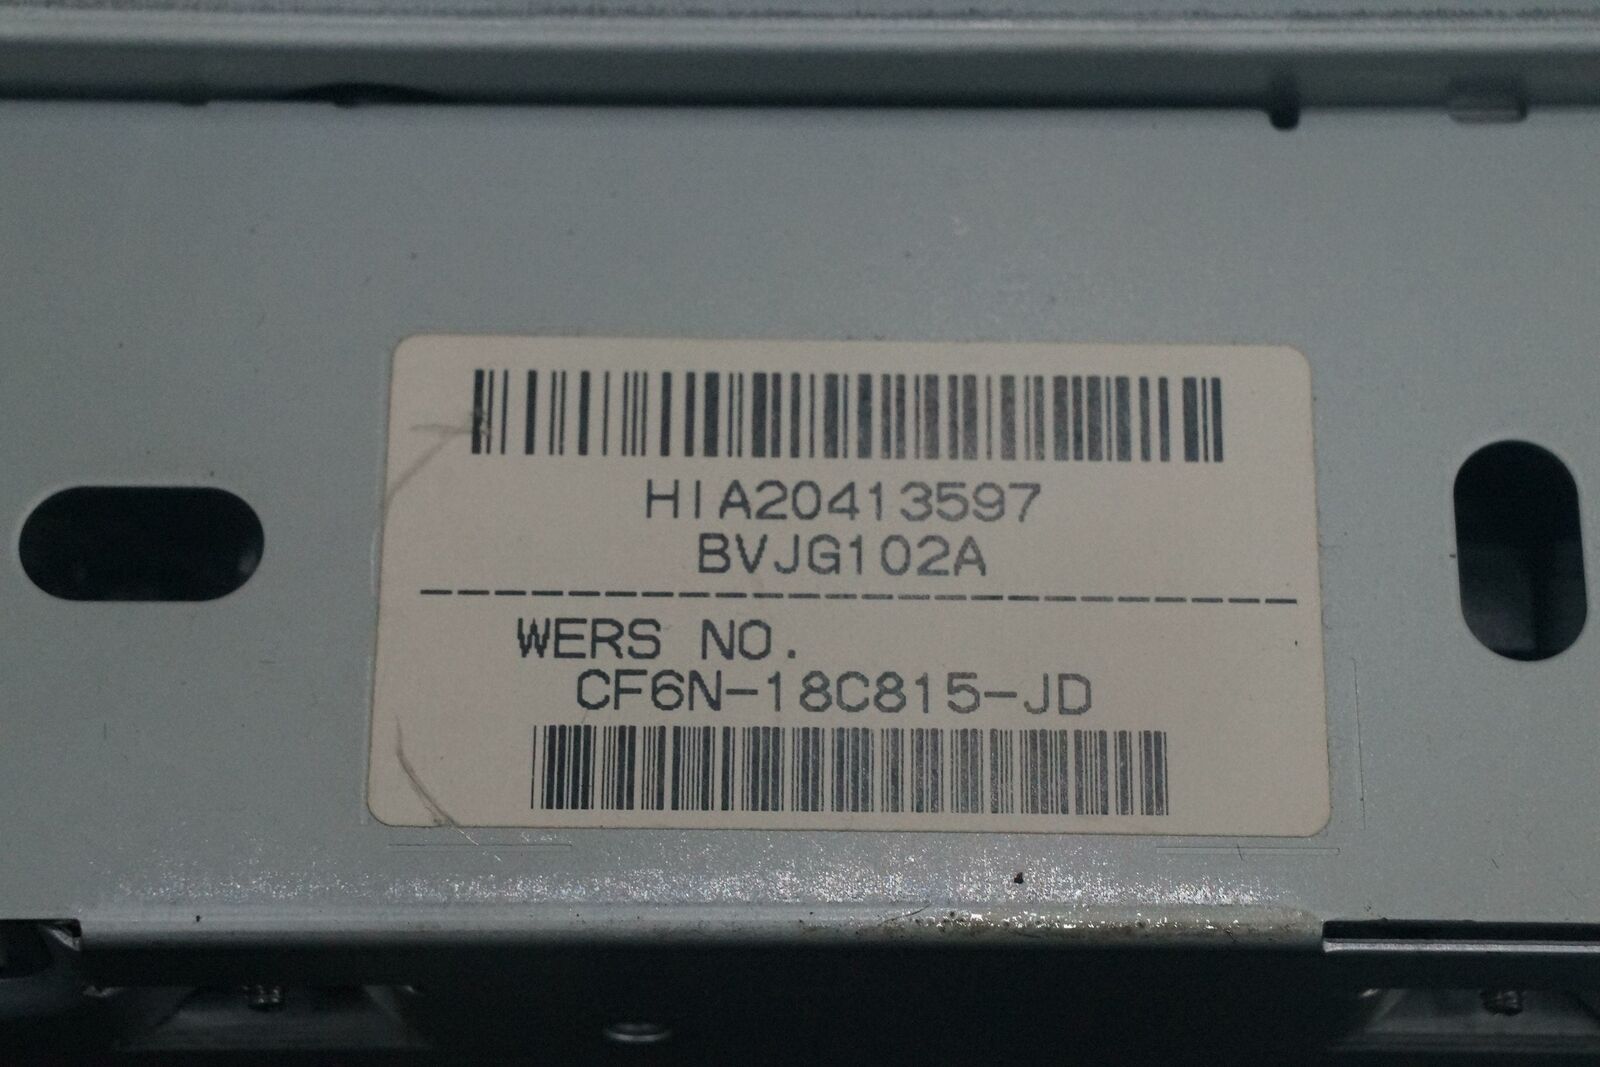 HIA20413597
BVJG102A
WERS NO.
CF6N-18C815-JD